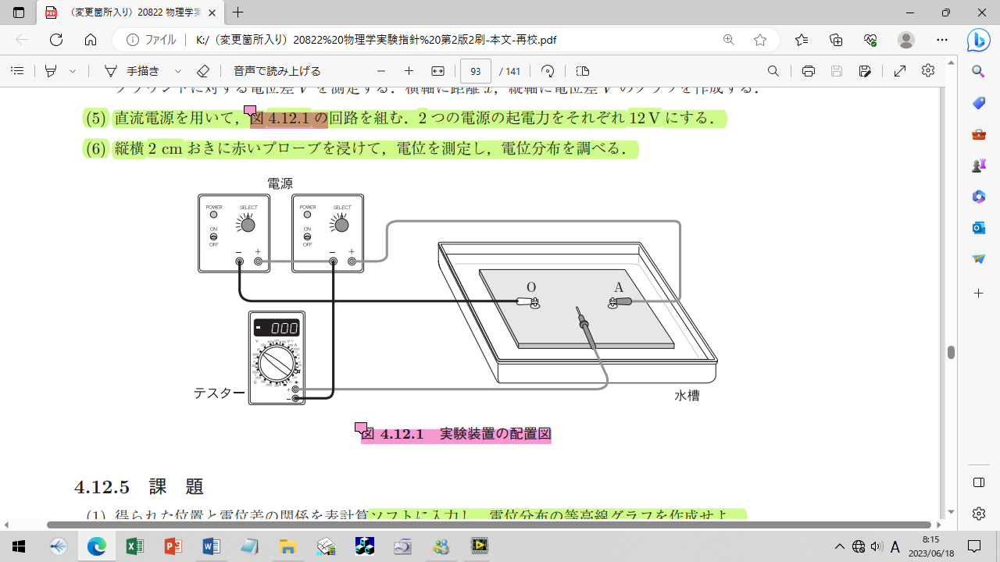 （変更箇所入り）20822 物理学実
ファイル
K:/（変更箇所入り）20822%20物理学実験指針%20第2版2刷-本文-再校.pdf
手描き
音声で読み上げる
93
/ 141
グラウンドに対する電位差 V を測定する．横軸に距離 x，縦軸に電位差 V のグラフを作成する．
(5) 直流電源を用いて，図 4.12.1 の回路を組む．2 つの電源の起電力をそれぞれ 12 V にする．
(6) 縦横 2 cm おきに赤いプローブを浸けて，電位を測定し，電位分布を調べる．
電源
POWER SELECT
POWER SELECT
ON
ON
OFF
OFF
− +
− +
O
A
- 000
+
−
テスター
水槽
図 4.12.1 実験装置の配置図
4.12.5 課 題
(1) 得られた位置と電位差の関係を表計算ソフトに入力し，電位分布の等高線グラフを作成せよ．
A
8:15
2023/06/18